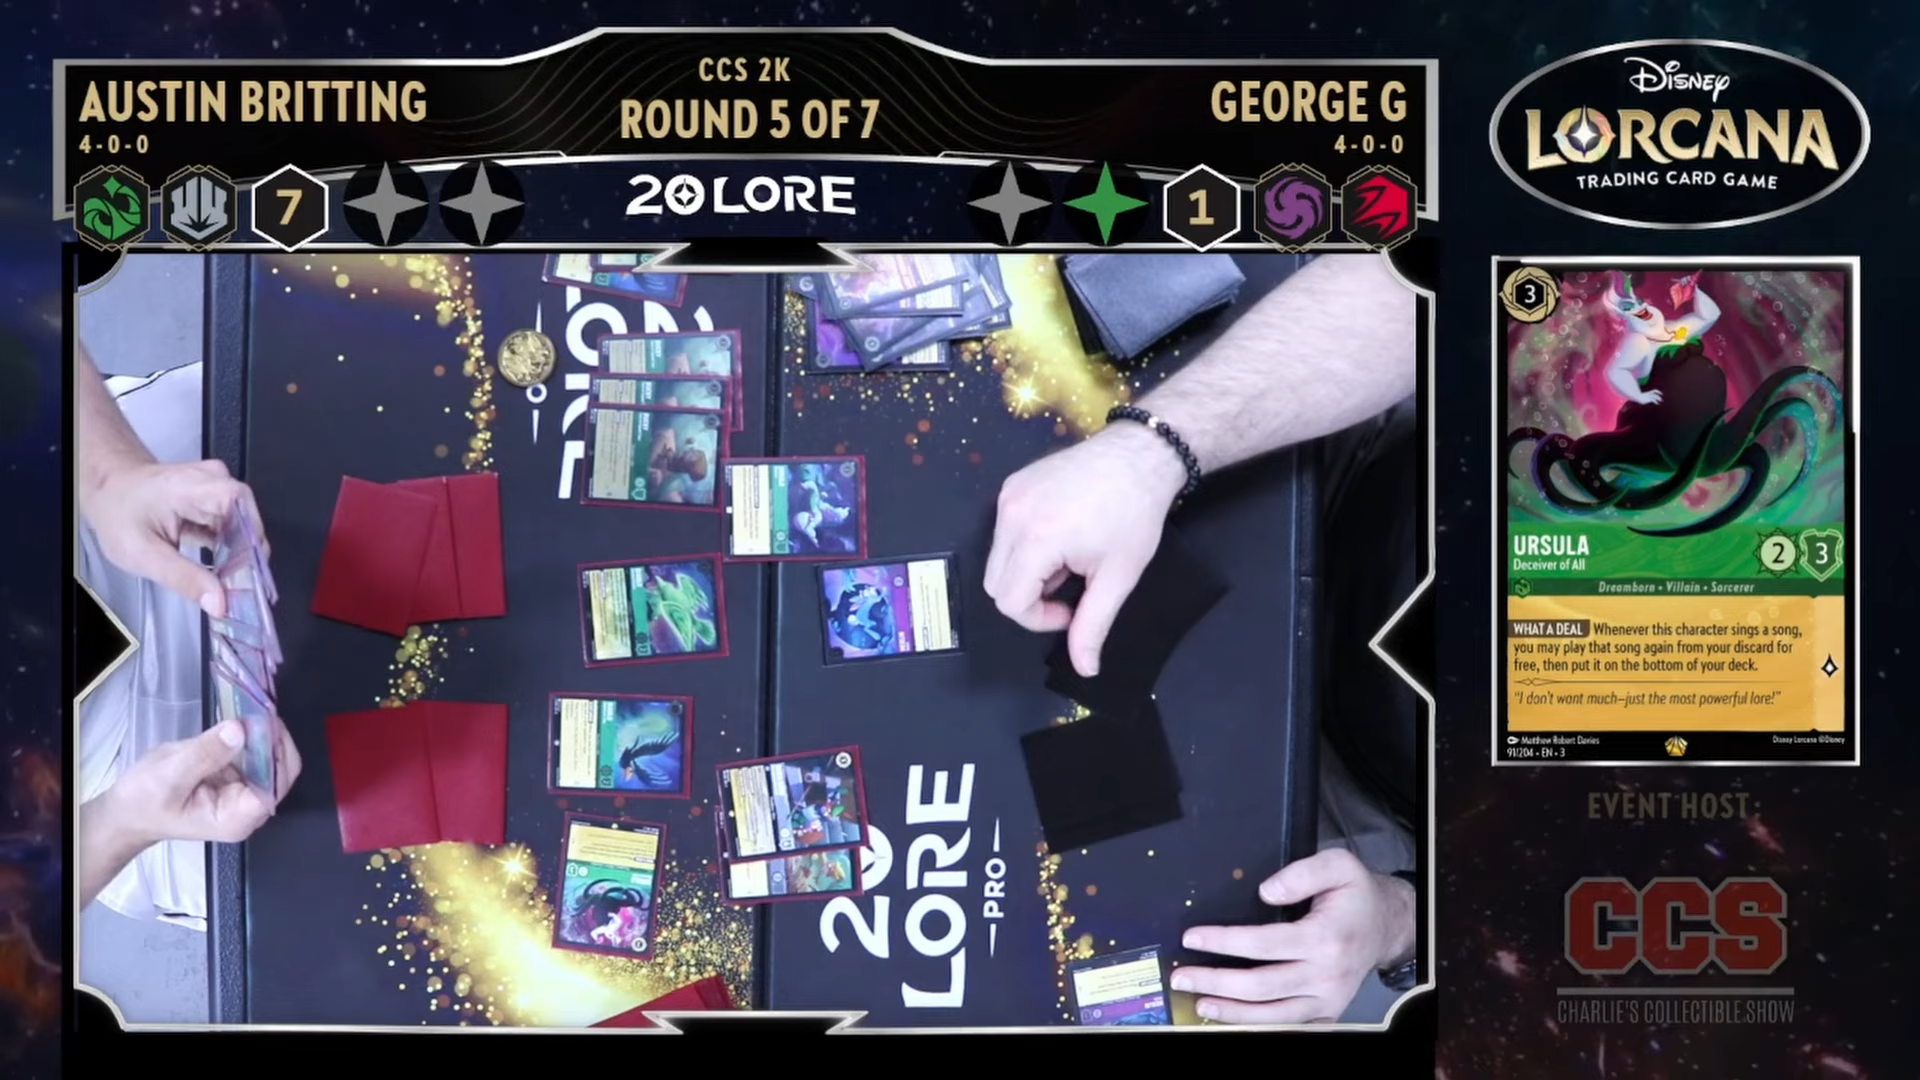 AUSTIN BRITTING
4-0-0
CCS 2K
ROUND 5 OF 7
GEORGE G
4-0-0
7
20 LORE
1
DISNEY
LORCANA
TRADING CARD GAME
3
URSULA
Deceiver of All
2
3
Dreamborn • Villain • Sorcerer
WHAT A DEAL Whenever this character sings a song,
you may play that song again from your discard for
free, then put it on the bottom of your deck.
"I don't want much—just the most powerful lore!"
Matthew Robert Davies
Disney Lorcana ©Disney
91/204 • EN • 3
20
LORE
—PRO—
EVENT HOST:
CCS
CHARLIE'S COLLECTIBLE SHOW